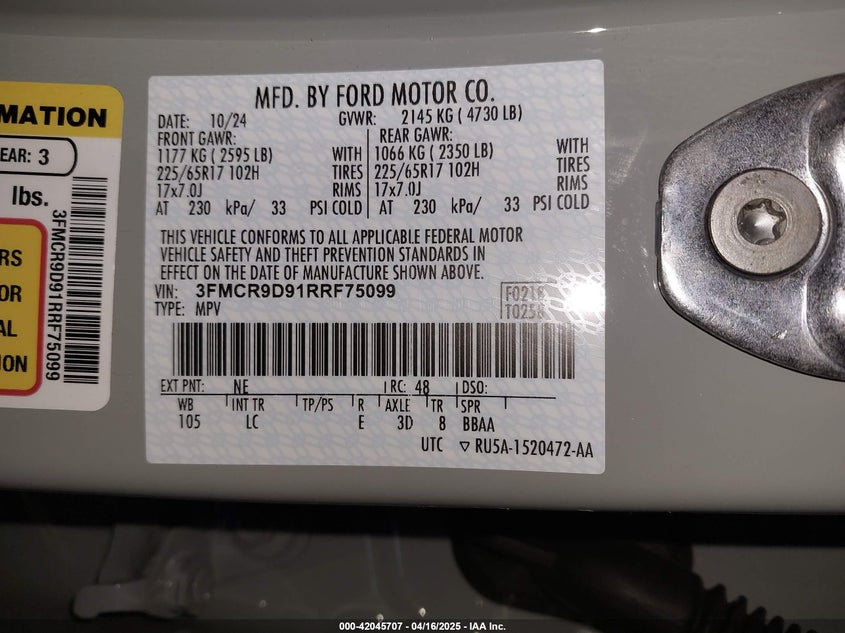 MATION
EAR: 3
lbs.
RS
OR
AL
ION
3FMCR9D91RRF75099
MFD. BY FORD MOTOR CO.
DATE: 10/24 GVWR: 2145 KG ( 4730 LB)
FRONT GAWR: REAR GAWR:
1177 KG ( 2595 LB) WITH 1066 KG ( 2350 LB) WITH
225/65R17 102H TIRES 225/65R17 102H TIRES
17x7.0J RIMS 17x7.0J RIMS
AT 230 kPa/ 33 PSI COLD AT 230 kPa/ 33 PSI COLD
THIS VEHICLE CONFORMS TO ALL APPLICABLE FEDERAL MOTOR
VEHICLE SAFETY AND THEFT PREVENTION STANDARDS IN
EFFECT ON THE DATE OF MANUFACTURE SHOWN ABOVE.
VIN: 3FMCR9D91RRF75099
TYPE: MPV
EXT PNT: NE RC: 48 DSO:
WB INT TR TP/PS R AXLE TR SPR
105 LC E 3D 8 BBAA
UTC ▽ RU5A-1520472-AA
000-42045707 - 04/16/2025 - IAA Inc.